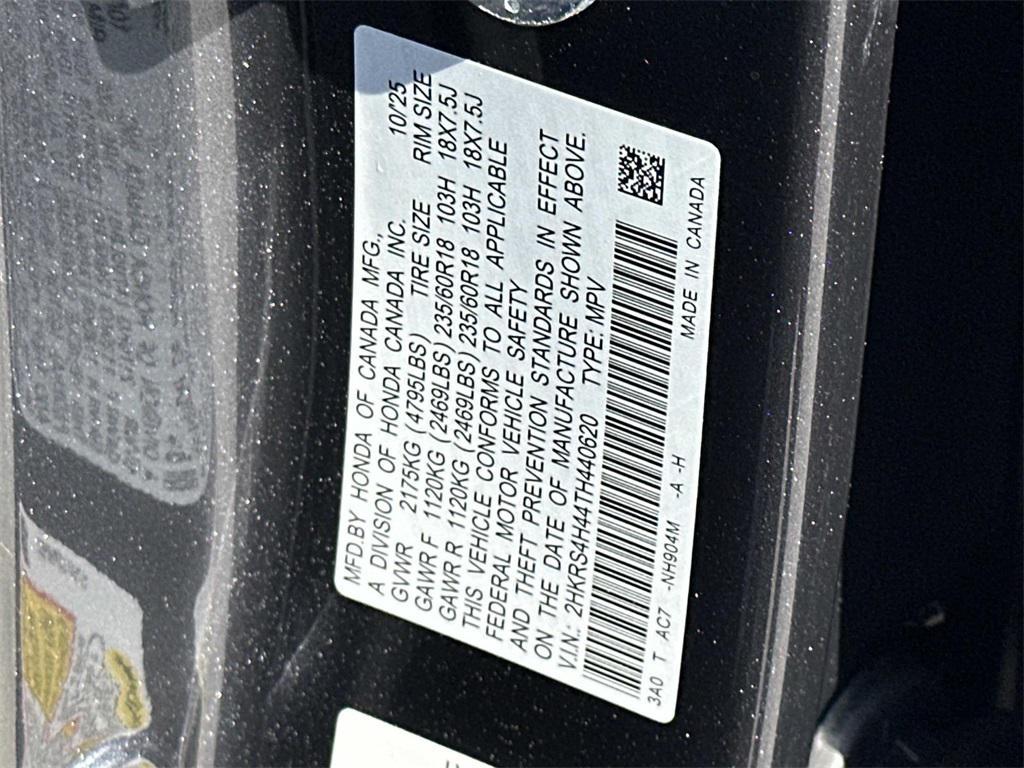 MFD.BY HONDA OF CANADA MFG.,
A DIVISION OF HONDA CANADA INC. 10/'25
GVWR 2175KG (4795LBS) TIRE SIZE RIM SIZE
GAWR F 1120KG (2469LBS) 235/60R18 103H 18X7.5J
GAWR R 1120KG (2469LBS) 235/60R18 103H 18X7.5J
THIS VEHICLE CONFORMS TO ALL APPLICABLE
FEDERAL MOTOR VEHICLE SAFETY
AND THEFT PREVENTION STANDARDS IN EFFECT
ON THE DATE OF MANUFACTURE SHOWN ABOVE.
V.I.N.: 2HKRS4H44TH440620 TYPE: MPV
3A0 T AC7 -NH904M -A -H MADE IN CANADA